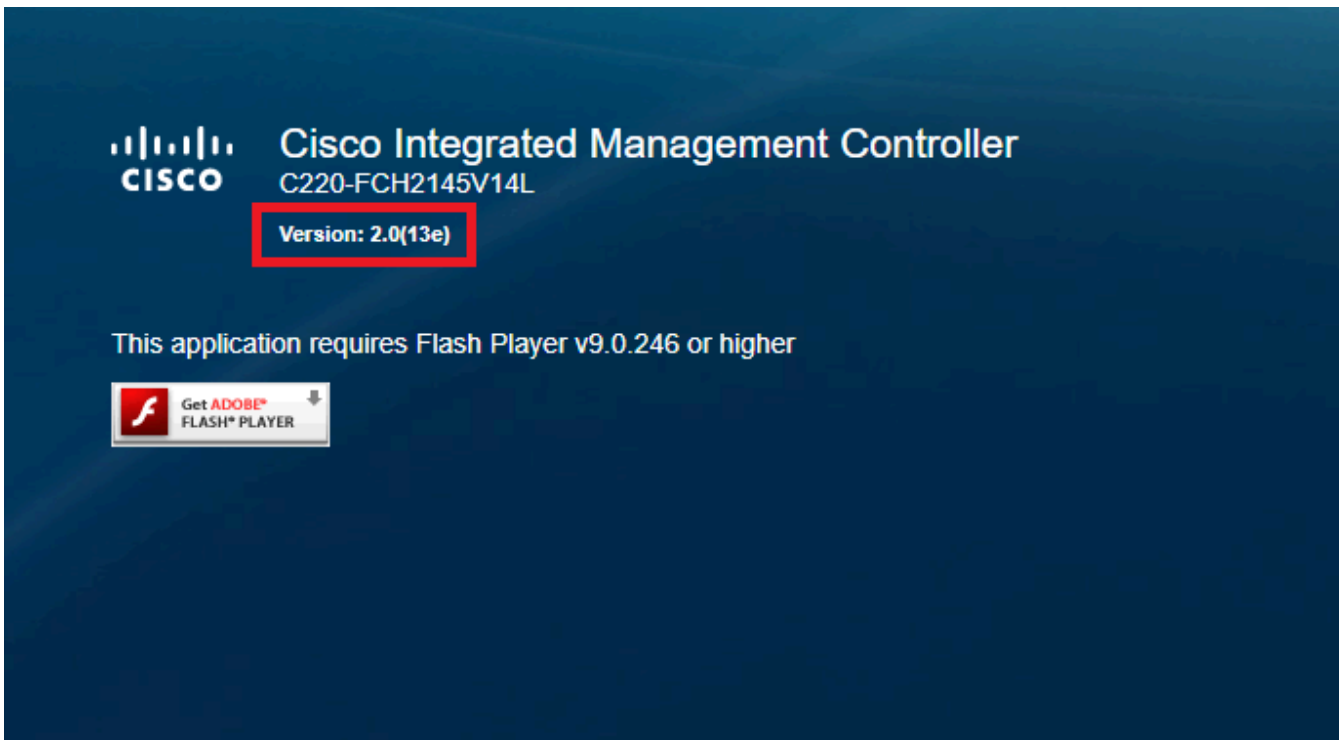 CISCO
Cisco Integrated Management Controller
C220-FCH2145V14L
Version: 2.0(13e)
This application requires Flash Player v9.0.246 or higher
Get ADOBE®
FLASH® PLAYER